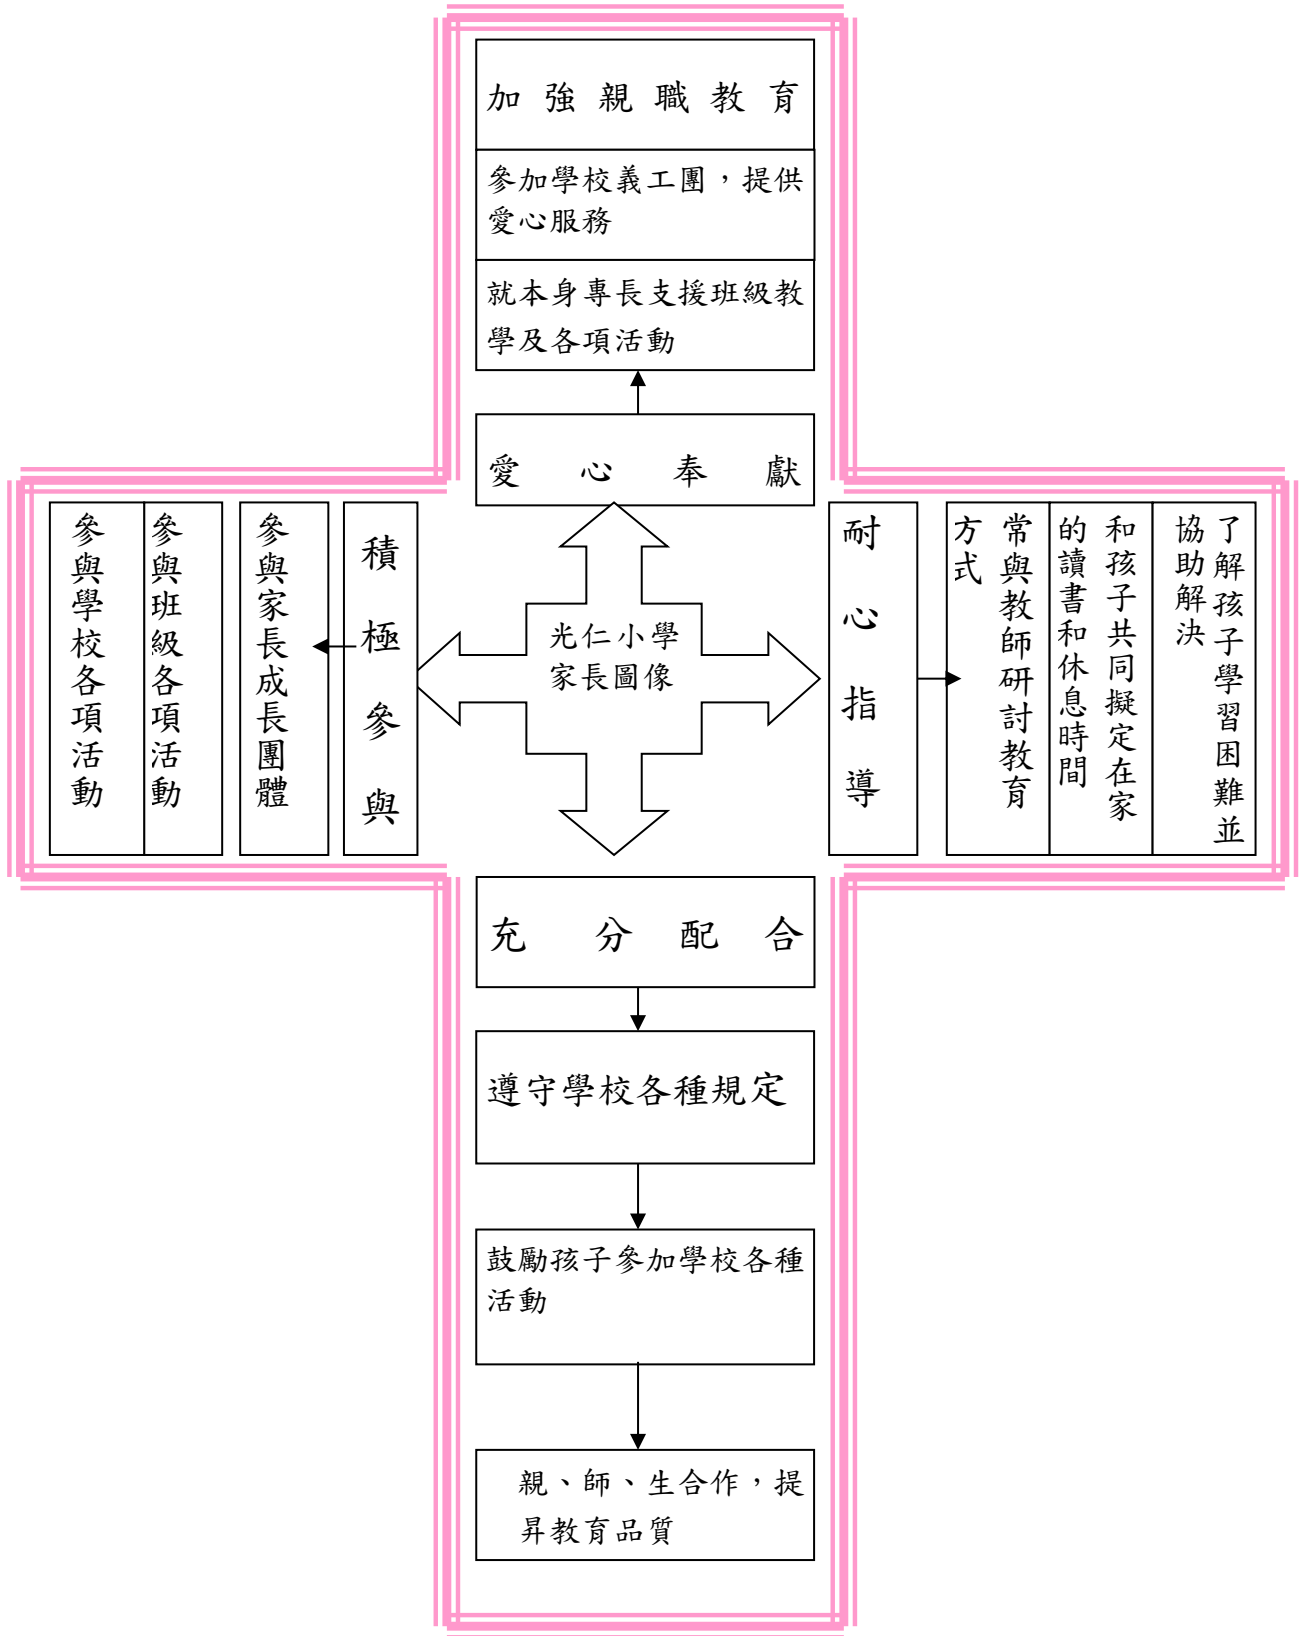 加強親職教育
參加學校義工團，提供
愛心服務
就本身專長支援班級教
學及各項活動
愛心奉獻
積極參與
參與家長成長團體
參與班級各項活動
參與學校各項活動
光仁小學
家長圖像
耐心指導
常與教師研討教育
方式
和孩子共同擬定在家
的讀書和休息時間
了解孩子學習困難並
協助解決
充分配合
遵守學校各種規定
鼓勵孩子參加學校各種
活動
親、師、生合作，提
昇教育品質